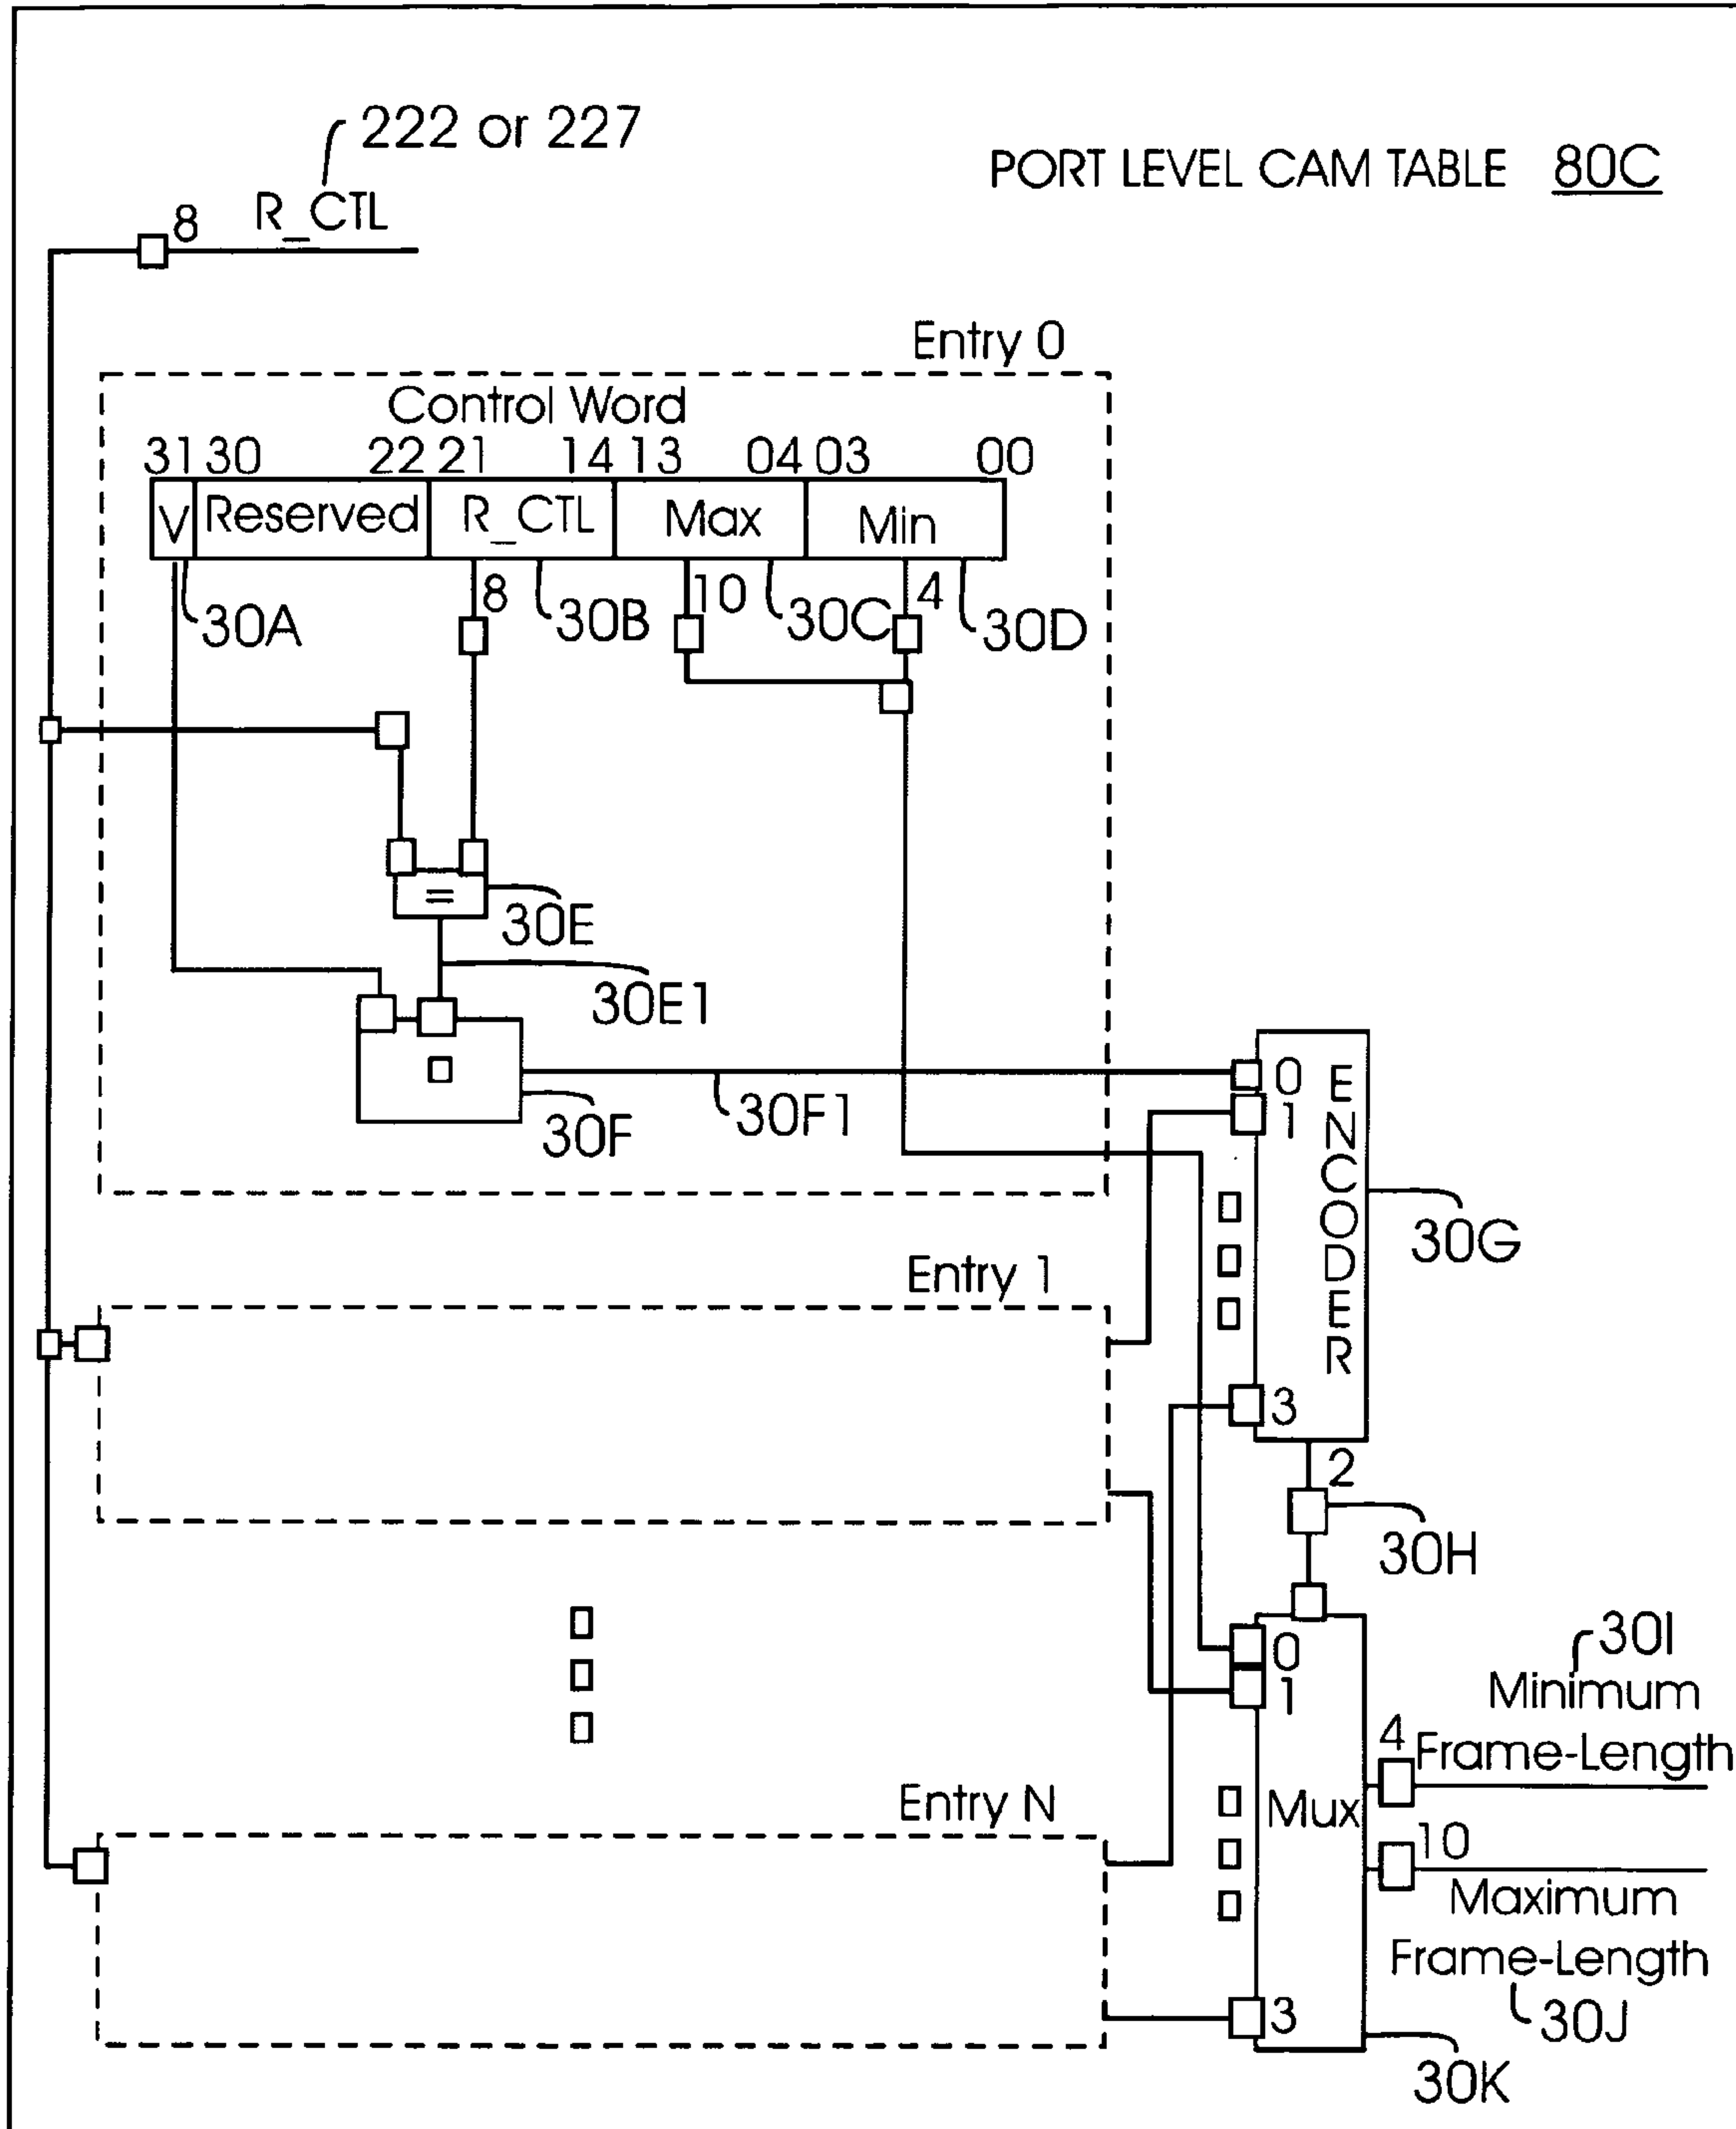 222 or 227
PORT LEVEL CAM TABLE 80C
8 R_CTL
Entry 0
Control Word
31 30 22 21 14 13 04 03 00
V Reserved R_CTL Max Min
8 10 4
30A 30B 30C 30D
=
30E
30E1
30F 30F1
0
1
3
ENCODER
30G
2
30H
Entry 1
Entry N
0
1
3
Mux
30I
Minimum
4 Frame-Length
10
Maximum
Frame-Length
30J
30K